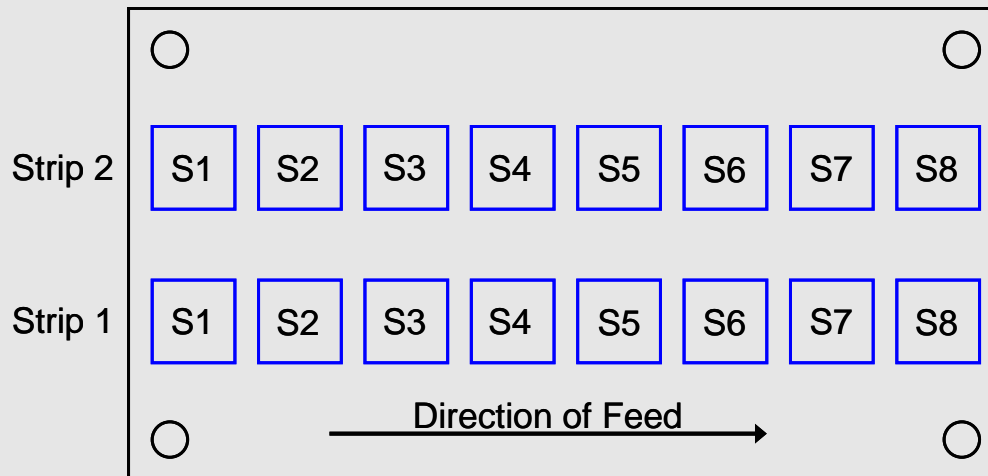 Strip 2 S1 S2 S3 S4 S5 S6 S7 S8
Strip 1 S1 S2 S3 S4 S5 S6 S7 S8
Direction of Feed